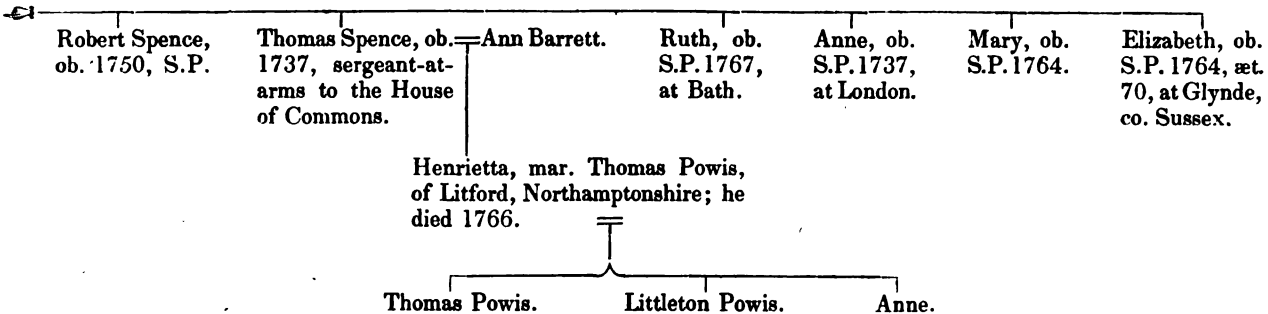 Robert Spence,
ob. 1750, S.P.
Thomas Spence, ob.
1737, sergeant-at-
arms to the House
of Commons.
Ann Barrett.
Ruth, ob.
S.P. 1767,
at Bath.
Anne, ob.
S.P. 1737,
at London.
Mary, ob.
S.P. 1764.
Elizabeth, ob.
S.P. 1764, æt.
70, at Glynde,
co. Sussex.
Henrietta, mar. Thomas Powis,
of Litford, Northamptonshire; he
died 1766.
Thomas Powis.
Littleton Powis.
Anne.